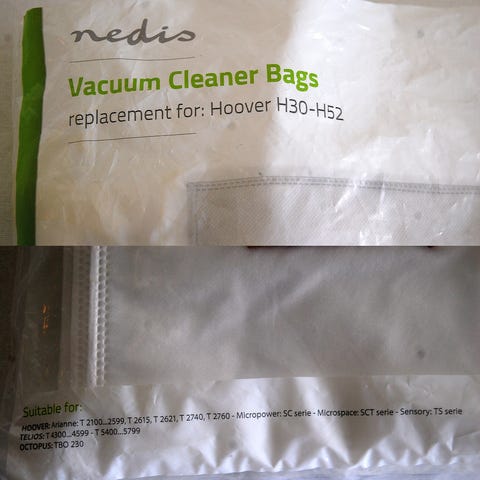 nedis
Vacuum Cleaner Bags
replacement for: Hoover H30-H52
Suitable for:
HOOVER: Arianne: T 2100...2599, T 2615, T 2621, T 2740, T 2760 - Micropower: SC serie - Microspace: SCT serie - Sensory: TS serie
TELIOS: T 4300...4599 - T 5400...5799
OCTOPUS: TBO 230